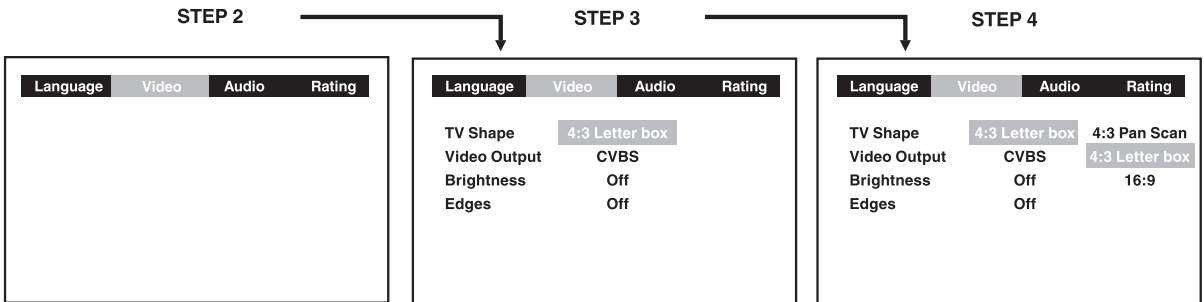 STEP 2 STEP 3 STEP 4
Language Video Audio Rating
Language Video Audio Rating
TV Shape 4:3 Letter box
Video Output CVBS
Brightness Off
Edges Off
Language Video Audio Rating
TV Shape 4:3 Letter box 4:3 Pan Scan
Video Output CVBS 4:3 Letter box
Brightness Off 16:9
Edges Off